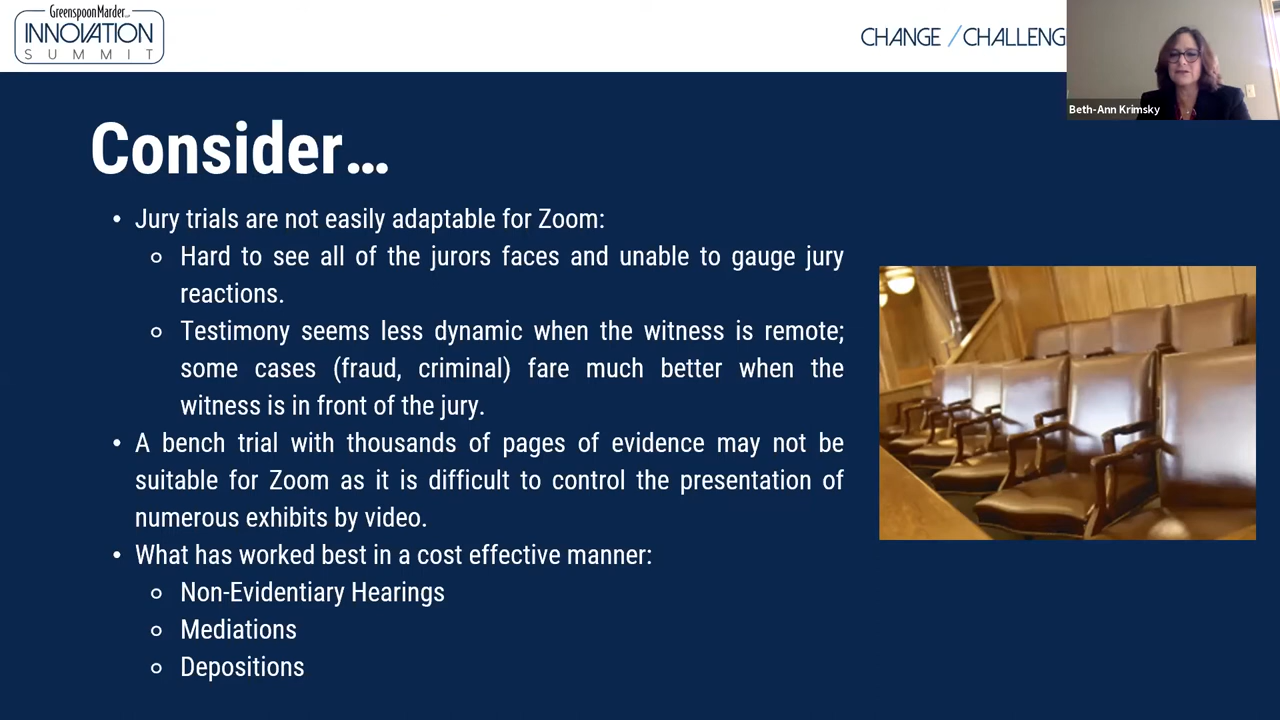 GreenspoonMarder LLP
INNOVATION
SUMMIT
CHANGE / CHALLENG
Beth-Ann Krimsky
Consider...
• Jury trials are not easily adaptable for Zoom:
○ Hard to see all of the jurors faces and unable to gauge jury
reactions.
○ Testimony seems less dynamic when the witness is remote;
some cases (fraud, criminal) fare much better when the
witness is in front of the jury.
• A bench trial with thousands of pages of evidence may not be
suitable for Zoom as it is difficult to control the presentation of
numerous exhibits by video.
• What has worked best in a cost effective manner:
○ Non-Evidentiary Hearings
○ Mediations
○ Depositions